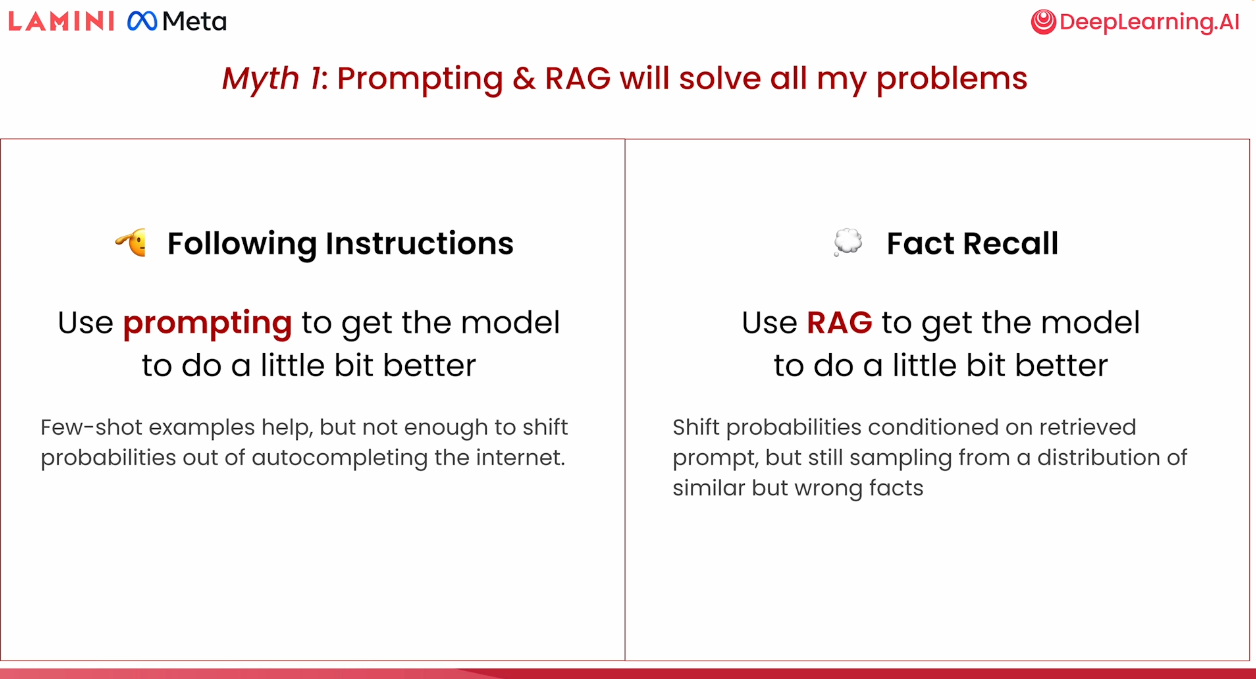 LAMINI Meta
DeepLearning.AI
Myth 1: Prompting & RAG will solve all my problems
Following Instructions
Use prompting to get the model
to do a little bit better
Few-shot examples help, but not enough to shift
probabilities out of autocompleting the internet.
Fact Recall
Use RAG to get the model
to do a little bit better
Shift probabilities conditioned on retrieved
prompt, but still sampling from a distribution of
similar but wrong facts